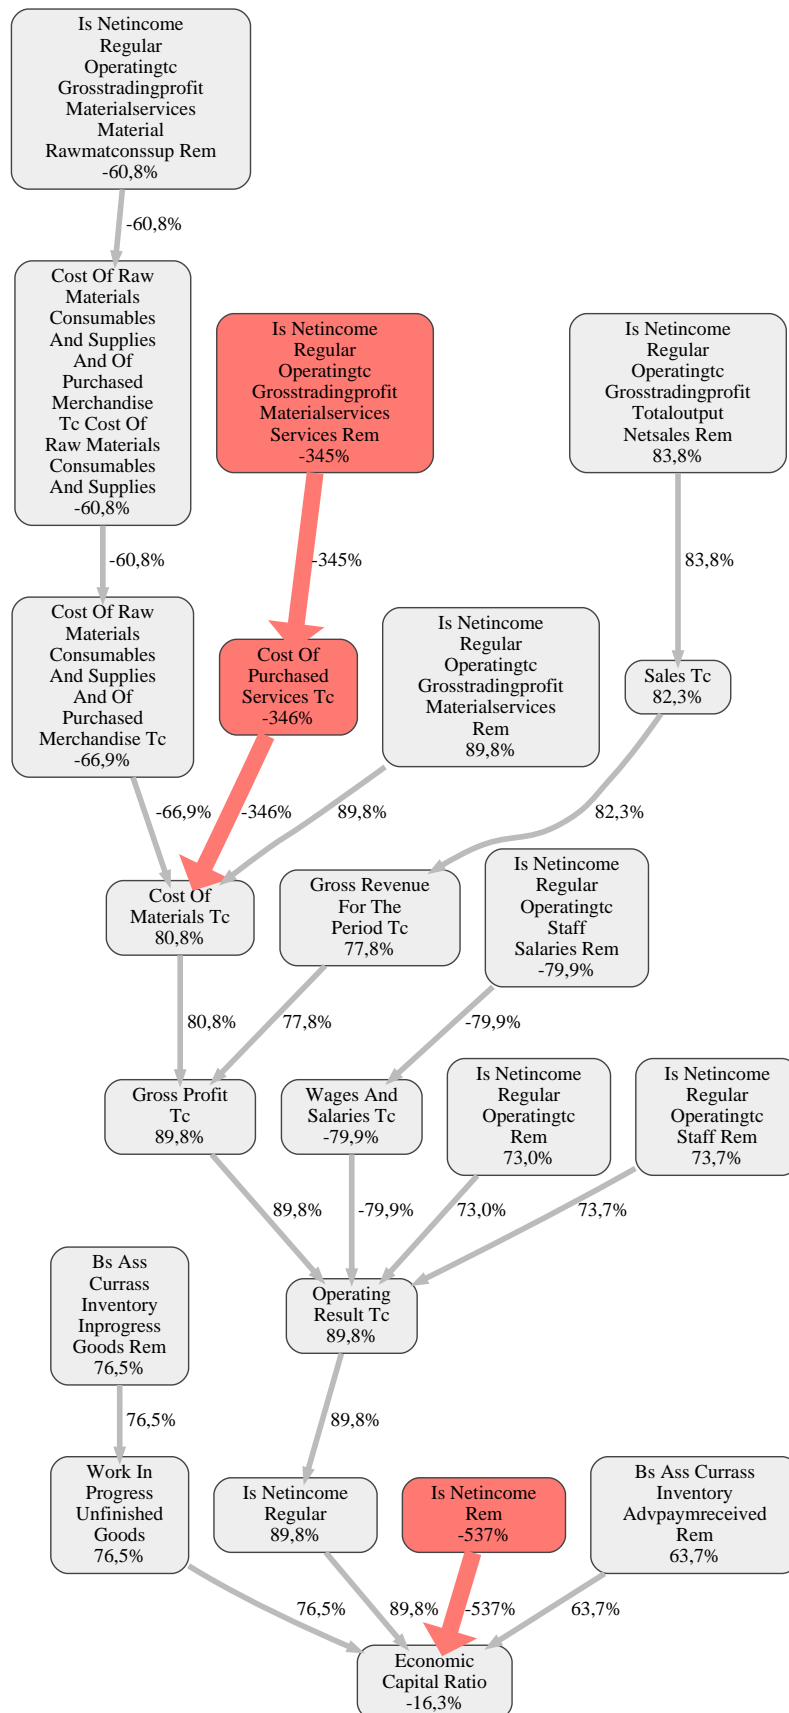 Is Netincome
Regular
Operatingtc
Grosstradingprofit
Materialservices
Material
Rawmatconssup Rem
-60,8%
-60,8%
Cost Of Raw
Materials
Consumables
And Supplies
And Of
Purchased
Merchandise
Tc Cost Of
Raw Materials
Consumables
And Supplies
-60,8%
Is Netincome
Regular
Operatingtc
Grosstradingprofit
Materialservices
Services Rem
-345%
Is Netincome
Regular
Operatingtc
Grosstradingprofit
Totaloutput
Netsales Rem
83,8%
-60,8%
-345%
83,8%
Cost Of Raw
Materials
Consumables
And Supplies
And Of
Purchased
Merchandise Tc
-66,9%
Cost Of
Purchased
Services Tc
-346%
Is Netincome
Regular
Operatingtc
Grosstradingprofit
Materialservices
Rem
89,8%
Sales Tc
82,3%
-66,9%
-346%
89,8%
82,3%
Cost Of
Materials Tc
80,8%
Gross Revenue
For The
Period Tc
77,8%
Is Netincome
Regular
Operatingtc
Staff
Salaries Rem
-79,9%
80,8%
77,8%
-79,9%
Gross Profit
Tc
89,8%
Wages And
Salaries Tc
-79,9%
Is Netincome
Regular
Operatingtc
Rem
73,0%
Is Netincome
Regular
Operatingtc
Staff Rem
73,7%
89,8%
-79,9%
73,0%
73,7%
Bs Ass
Currass
Inventory
Inprogress
Goods Rem
76,5%
Operating
Result Tc
89,8%
76,5%
89,8%
Work In
Progress
Unfinished
Goods
76,5%
Is Netincome
Regular
89,8%
Is Netincome
Rem
-537%
Bs Ass Currass
Inventory
Advpaymreceived
Rem
63,7%
76,5%
89,8%
-537%
63,7%
Economic
Capital Ratio
-16,3%